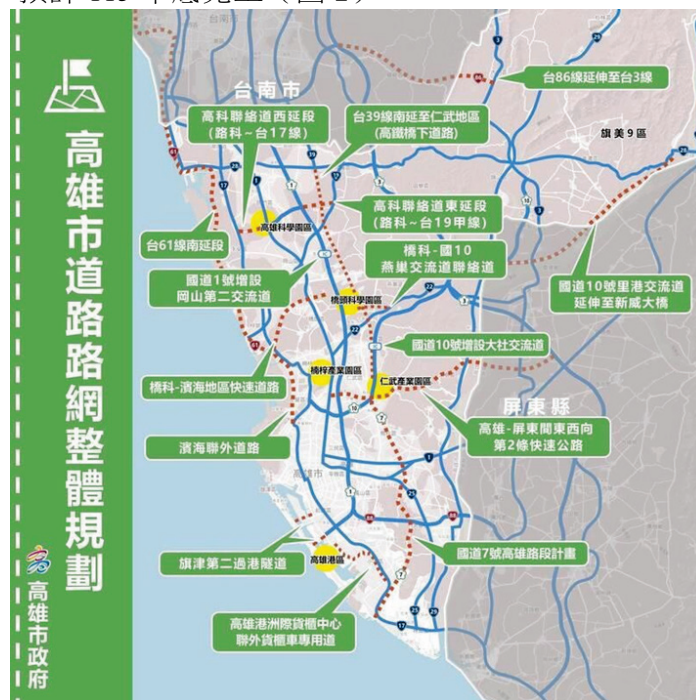 高雄市道路路網整體規劃
高雄市政府
台南市
台86線延伸至台3線
高科聯絡道西延段
(路科~台17線)
台39線南延至仁武地區
(高鐵橋下道路)
旗美9區
高科聯絡道東延段
(路科~台19甲線)
高雄科學園區
台61線南延段
橋科-國10
燕巢交流道聯絡道
國道1號增設
岡山第二交流道
國道10號里港交流道
延伸至新威大橋
橋頭科學園區
22
22
國道10號增設大社交流道
楠梓產業園區
仁武產業園區
橋科-濱海地區快速道路
屏東縣
高雄-屏東間東西向
第2條快速公路
濱海聯外道路
高雄市
旗津第二過港隧道
高雄港區
國道7號高雄路段計畫
高雄港洲際貨櫃中心
聯外貨櫃車專用道
17